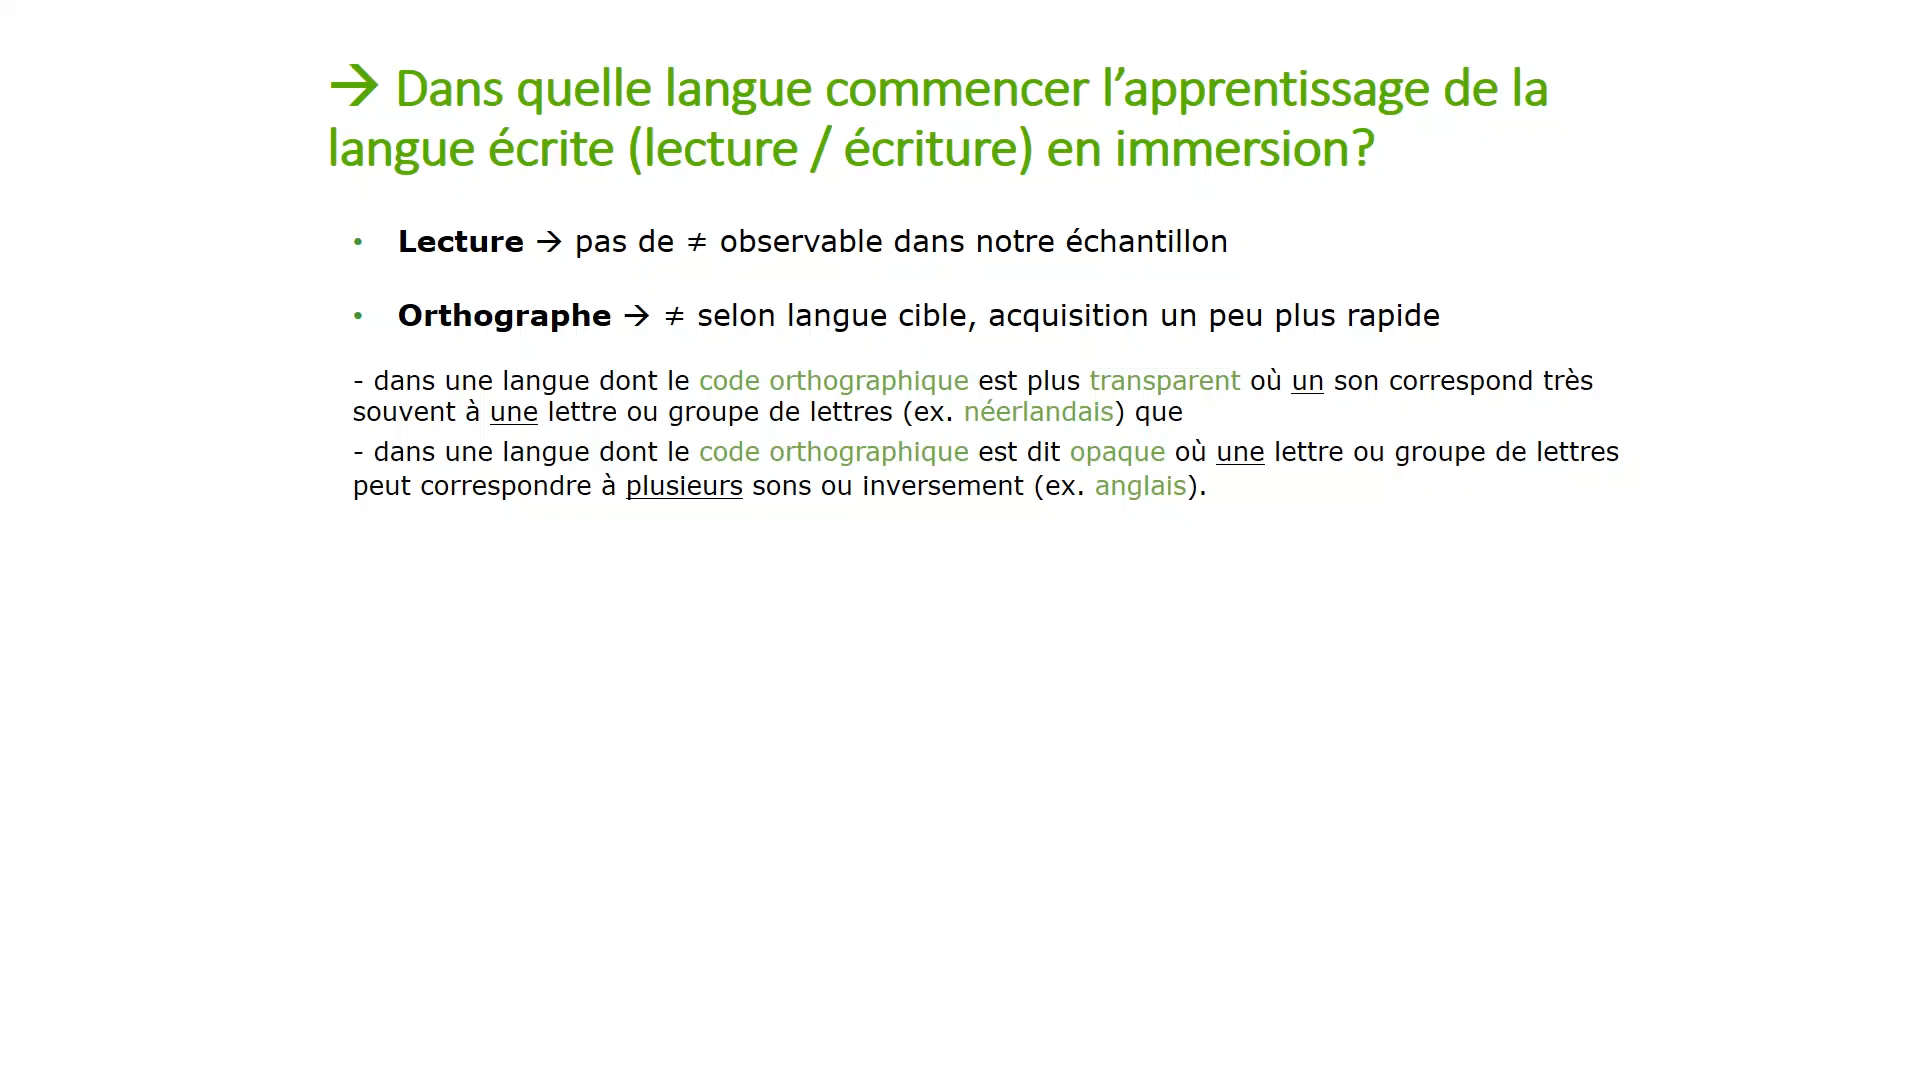 → Dans quelle langue commencer l’apprentissage de la
langue écrite (lecture / écriture) en immersion?
• Lecture → pas de ≠ observable dans notre échantillon
• Orthographe → ≠ selon langue cible, acquisition un peu plus rapide
- dans une langue dont le code orthographique est plus transparent où un son correspond très
souvent à une lettre ou groupe de lettres (ex. néerlandais) que
- dans une langue dont le code orthographique est dit opaque où une lettre ou groupe de lettres
peut correspondre à plusieurs sons ou inversement (ex. anglais).